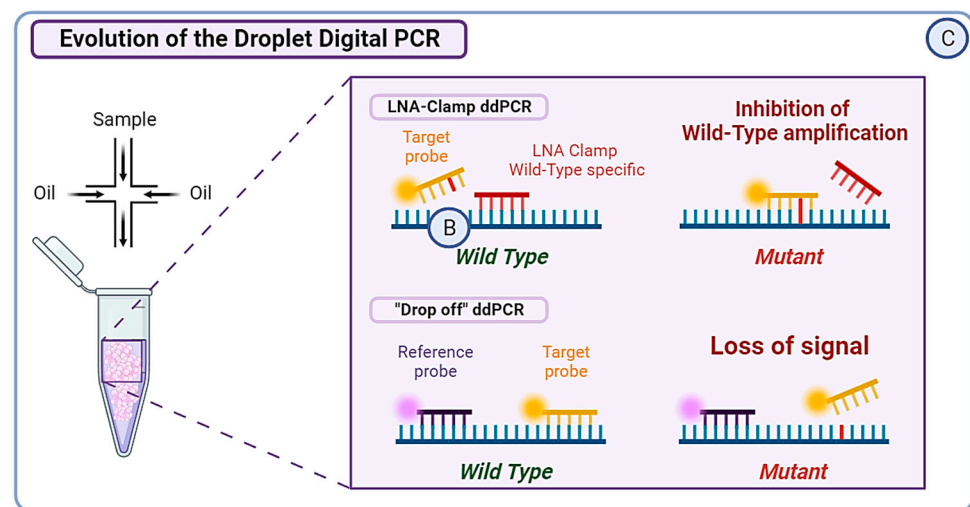 Evolution of the Droplet Digital PCR
C
Sample
Oil
Oil
LNA-Clamp ddPCR
Target
probe
LNA Clamp
Wild-Type specific
B
Wild Type
Inhibition of
Wild-Type amplification
Mutant
"Drop off" ddPCR
Reference
probe
Target
probe
Wild Type
Loss of signal
Mutant